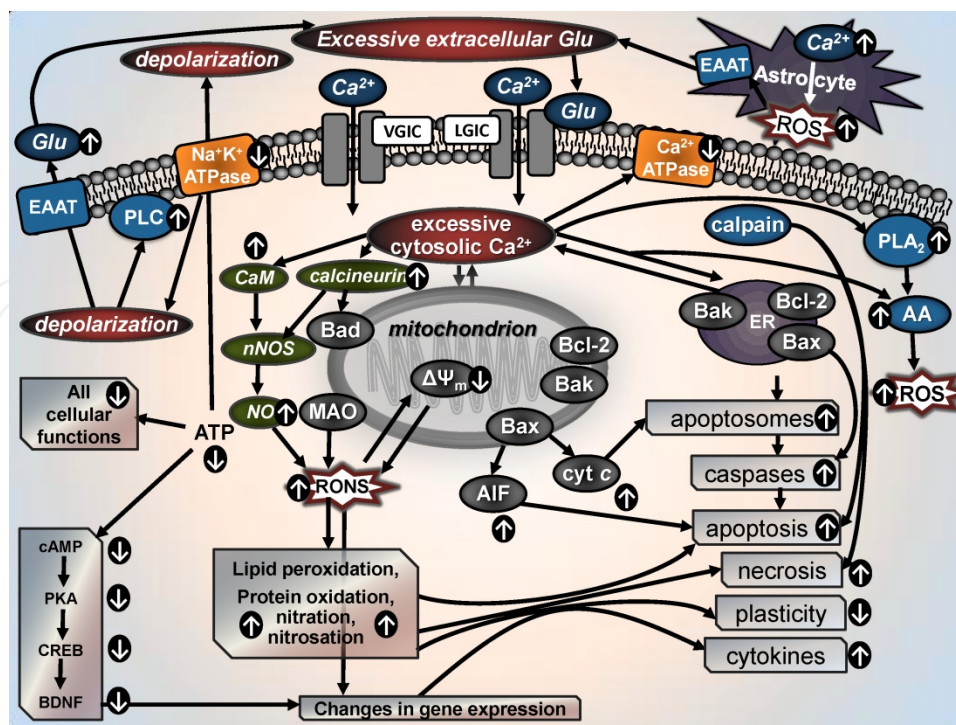 Excessive extracellular Glu
depolarization
Ca²⁺
EAAT
Astrocyte
ROS
Ca²⁺
Ca²⁺
Glu
Glu
VGIC
LGIC
Na⁺K⁺
ATPase
Ca²⁺
ATPase
EAAT
PLC
excessive
cytosolic Ca²⁺
calpain
PLA₂
CaM
calcineurin
depolarization
Bad
mitochondrion
Bak
Bcl-2
ER
Bax
AA
nNOS
Bcl-2
Bak
ΔΨₘ
ROS
All
cellular
functions
ATP
NO
MAO
Bax
apoptosomes
RONS
AIF
cyt c
caspases
apoptosis
cAMP
PKA
CREB
BDNF
Lipid peroxidation,
Protein oxidation,
nitration,
nitrosation
necrosis
plasticity
cytokines
Changes in gene expression